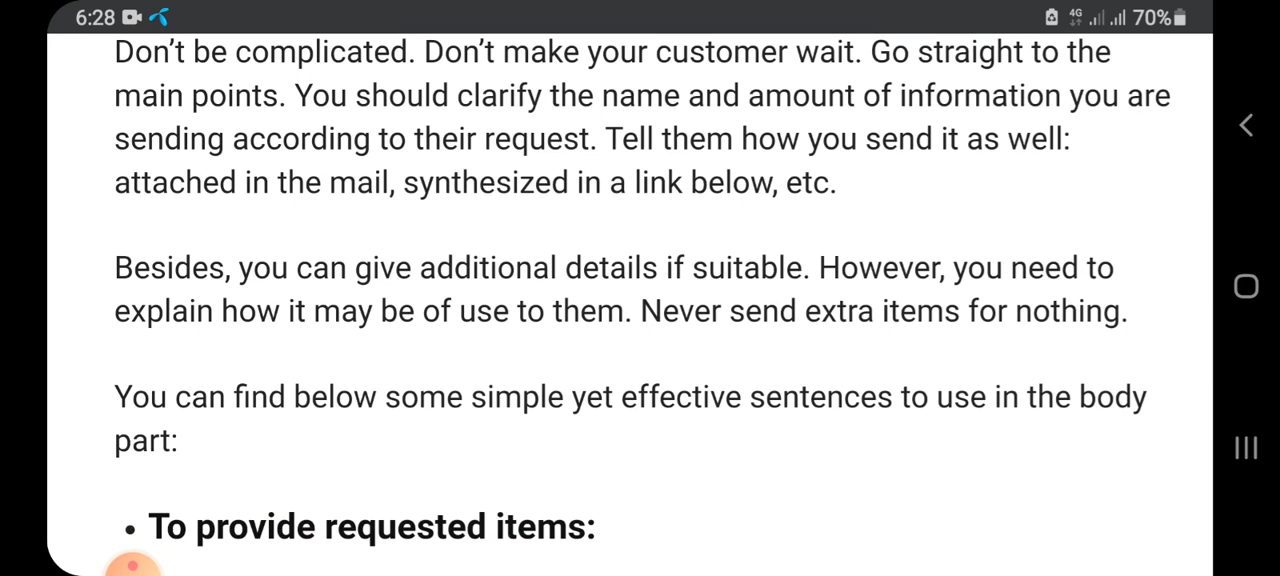 6:28
4G
70%
Don't be complicated. Don't make your customer wait. Go straight to the
main points. You should clarify the name and amount of information you are
sending according to their request. Tell them how you send it as well:
attached in the mail, synthesized in a link below, etc.
Besides, you can give additional details if suitable. However, you need to
explain how it may be of use to them. Never send extra items for nothing.
You can find below some simple yet effective sentences to use in the body
part:
• To provide requested items: